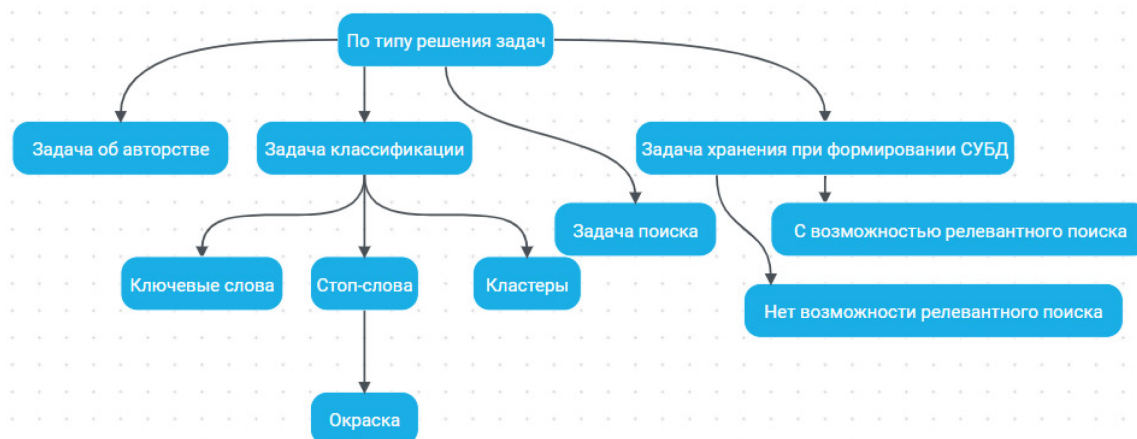 По типу решения задач
Задача об авторстве
Задача классификации
Задача хранения при формировании СУБД
Задача поиска
С возможностью релевантного поиска
Ключевые слова
Стоп-слова
Кластеры
Нет возможности релевантного поиска
Окраска